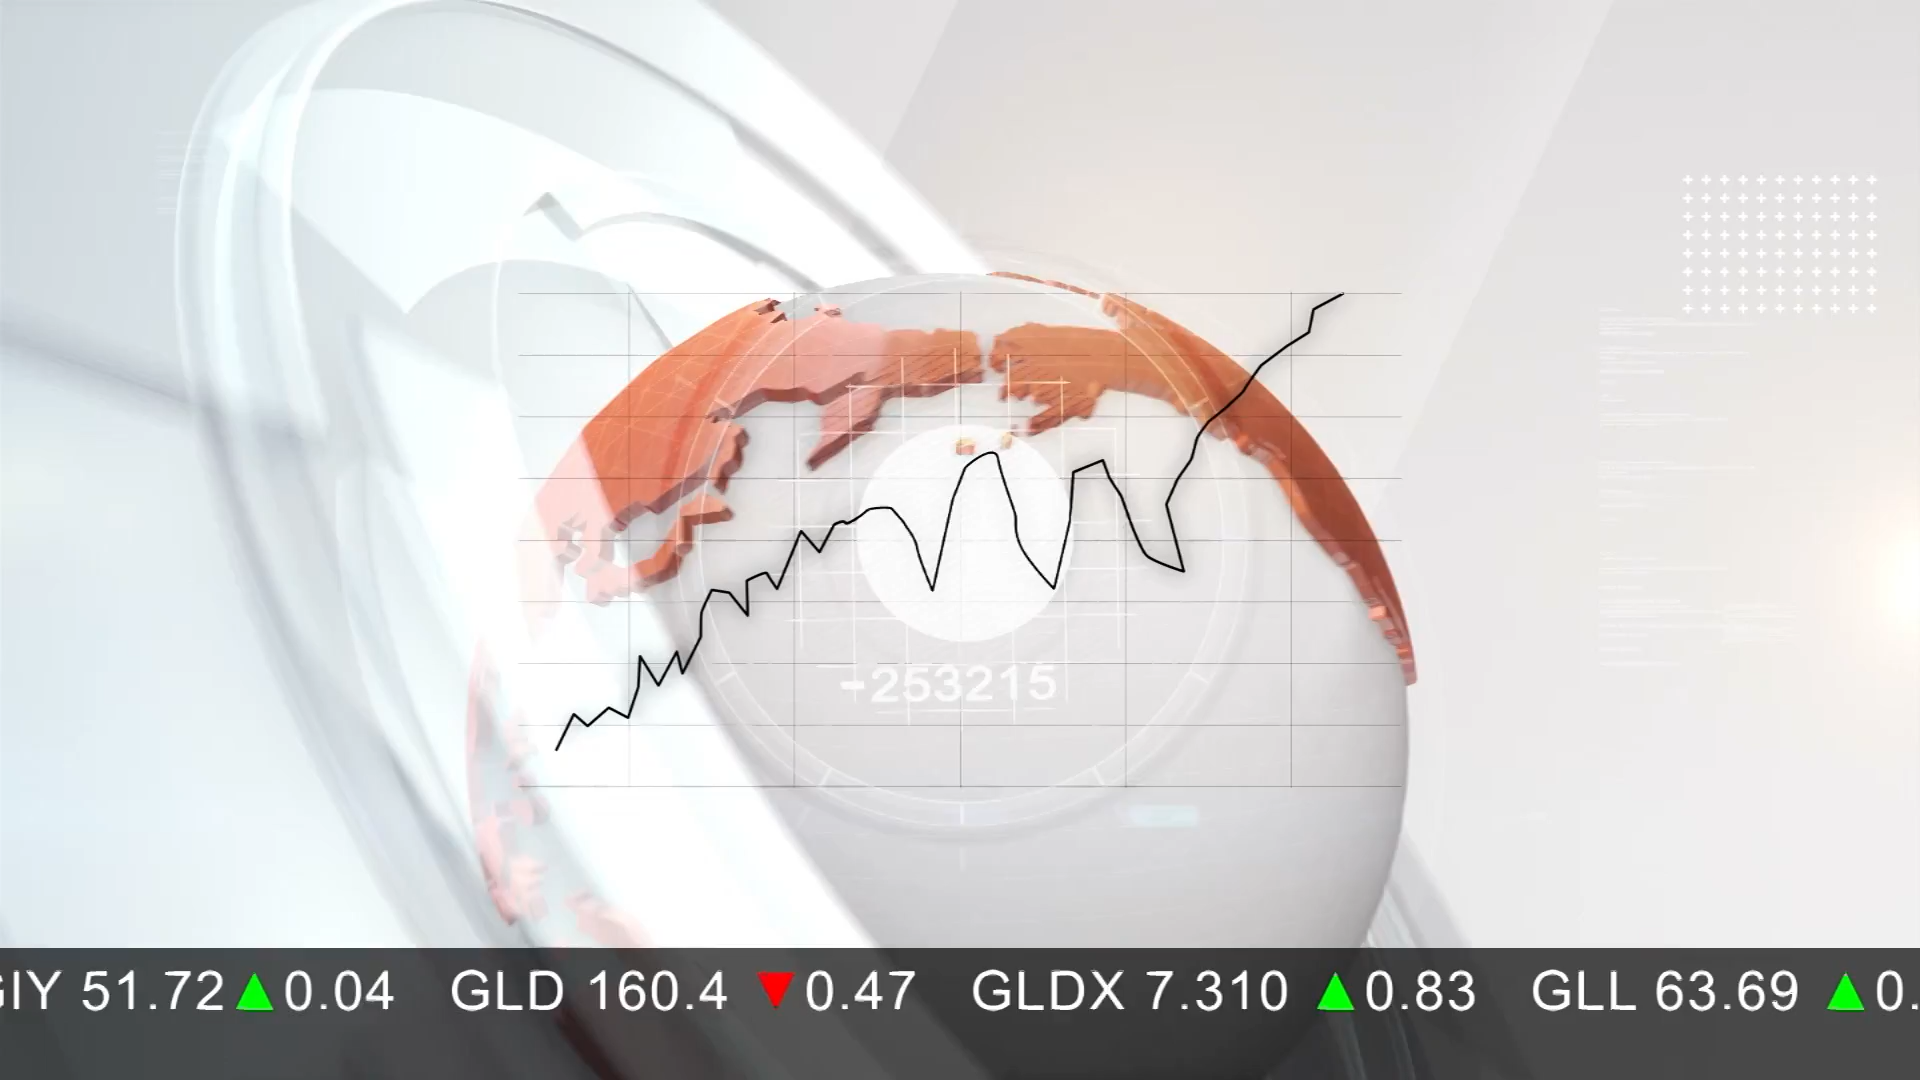 -253215
GIY 51.72 ▲ 0.04 GLD 160.4 ▼ 0.47 GLDX 7.310 ▲ 0.83 GLL 63.69 ▲ 0.